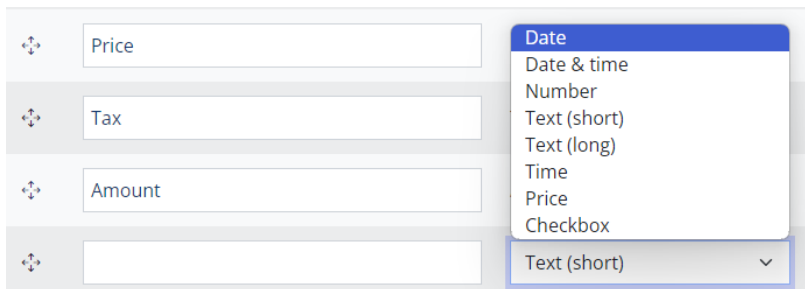 Price
Tax
Amount
Date
Date & time
Number
Text (short)
Text (long)
Time
Price
Checkbox
Text (short)